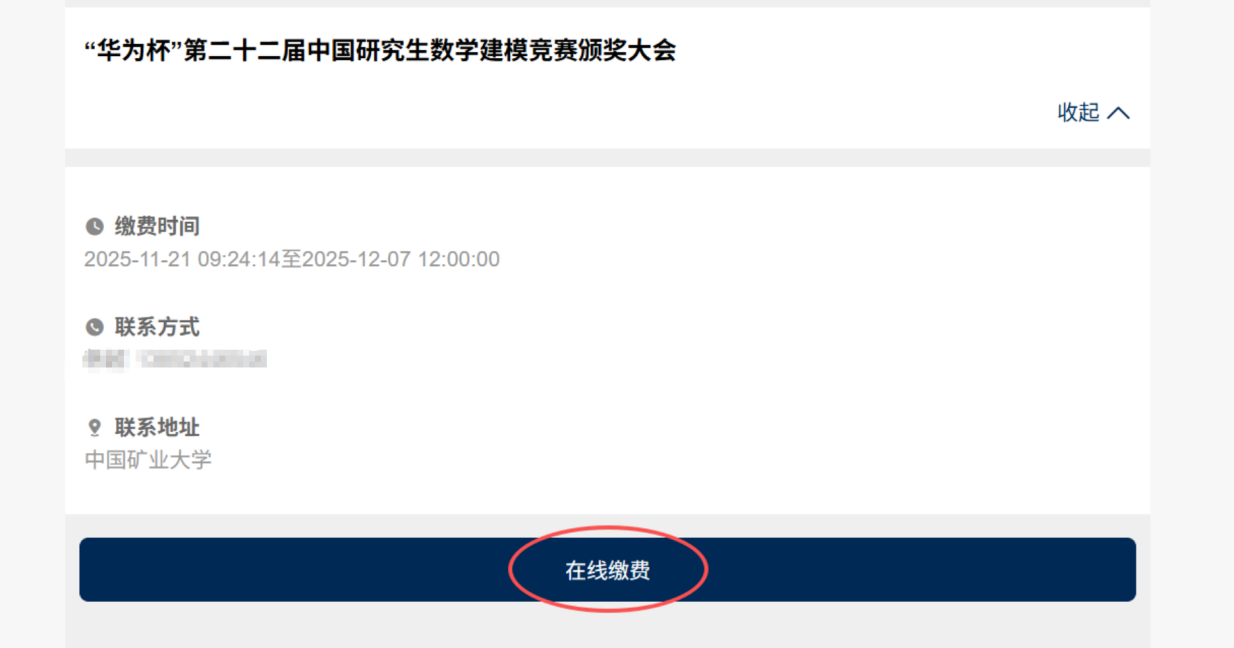 “华为杯”第二十二届中国研究生数学建模竞赛颁奖大会
收起
缴费时间
2025-11-21 09:24:14至2025-12-07 12:00:00
联系方式
联系地址
中国矿业大学
在线缴费